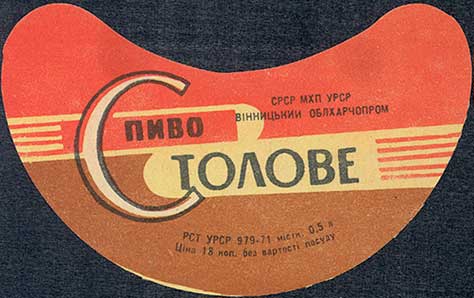 СРСР МХП УРСР
ВІННИЦЬКИЙ ОБЛХАРЧОПРОМ
ПИВО
СТОЛОВЕ
РСТ УРСР 979-71 містк. 0,5 л
Ціна 18 коп. без вартості посуду